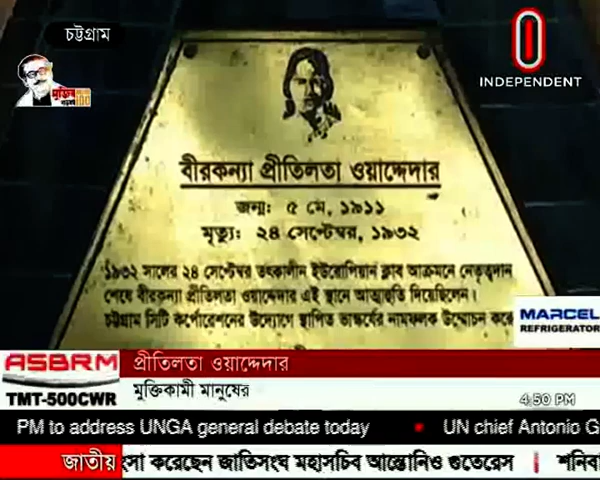 চট্টগ্রাম
INDEPENDENT
100
বীরকন্যা প্রীতিলতা ওয়াদ্দেদার
জন্ম: ৫ মে, ১৯১১
মৃত্যু: ২৪ সেপ্টেম্বর, ১৯৩২
১৯৩২ সালের ২৪ সেপ্টেম্বর তৎকালীন ইউরোপিয়ান ক্লাব আক্রমনে নেতৃত্বদান
শেষে বীরকন্যা প্রীতিলতা ওয়াদ্দেদার এই স্থানে আত্মাহুতি দিয়েছিলেন।
চট্টগ্রাম সিটি কর্পোরেশনের উদ্যোগে স্থাপিত ভাস্কর্যের নামফলক উম্মোচন করে
MARCEL
REFRIGERATOR
ASBRM
TMT-500CWR
প্রীতিলতা ওয়াদ্দেদার
মুক্তিকামী মানুষের
4:50 PM
PM to address UNGA general debate today • UN chief Antonio G
জাতীয় ংসা করেছেন জাতিসংঘ মহাসচিব আন্তোনিও গুতেরেস | শনিবা